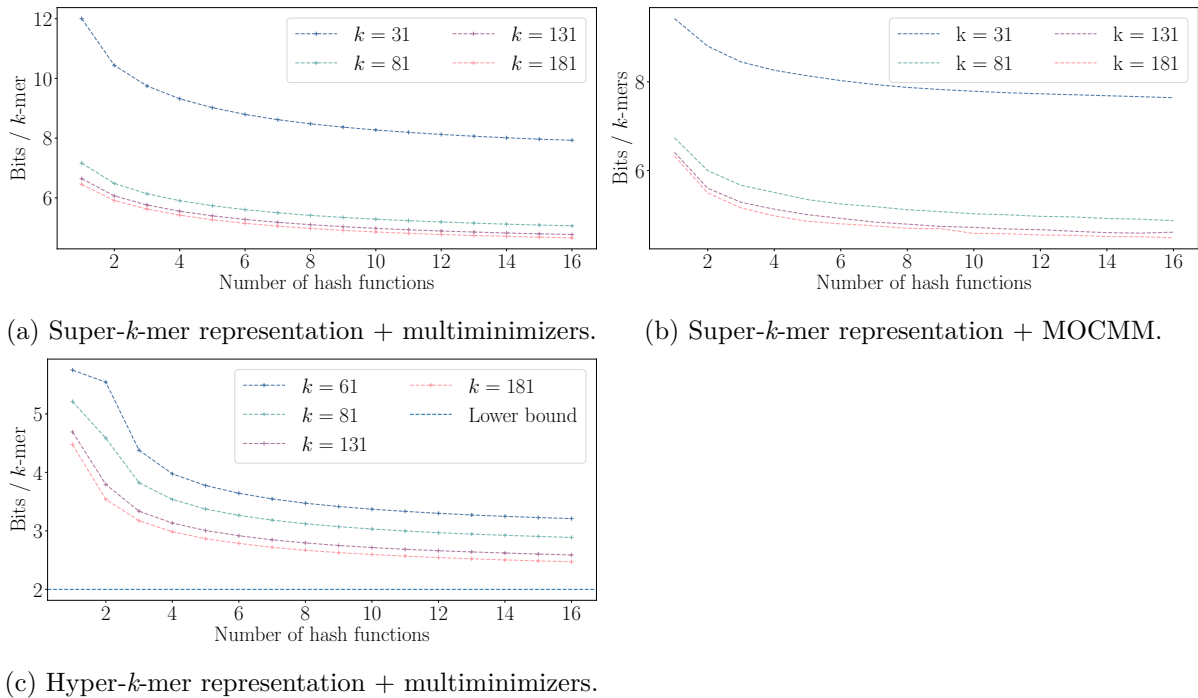 12
10
8
6
Bits / k-mer
k = 31
k = 81
k = 131
k = 181
2 4 6 8 10 12 14 16
Number of hash functions
(a) Super-k-mer representation + multiminimizers.
8
6
Bits / k-mers
k = 31
k = 81
k = 131
k = 181
2 4 6 8 10 12 14 16
Number of hash functions
(b) Super-k-mer representation + MOCMM.
5
4
3
2
Bits / k-mer
k = 61
k = 81
k = 131
k = 181
Lower bound
2 4 6 8 10 12 14 16
Number of hash functions
(c) Hyper-k-mer representation + multiminimizers.